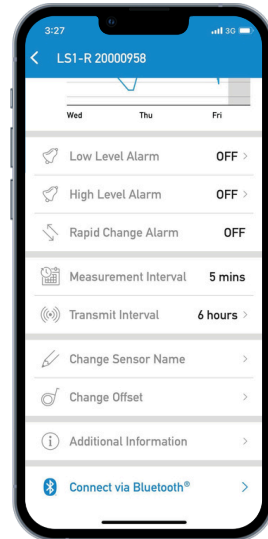 3:27 3G
LS1-R 20000958
Wed Thu Fri
Low Level Alarm OFF
High Level Alarm OFF
Rapid Change Alarm OFF
Measurement Interval 5 mins
Transmit Interval 6 hours
Change Sensor Name
Change Offset
Additional Information
Connect via Bluetooth®